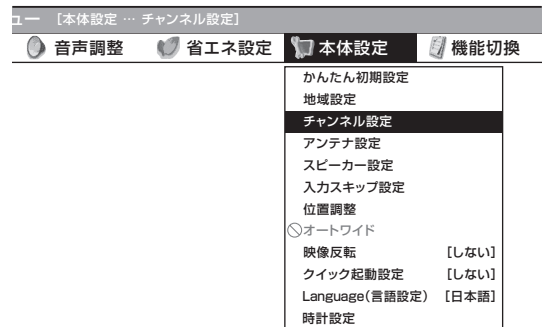 ュー [本体設定 … チャンネル設定]
音声調整 省エネ設定 本体設定 機能切換
かんたん初期設定
地域設定
チャンネル設定
アンテナ設定
スピーカー設定
入力スキップ設定
位置調整
オートワイド
映像反転 [しない]
クイック起動設定 [しない]
Language(言語設定) [日本語]
時計設定